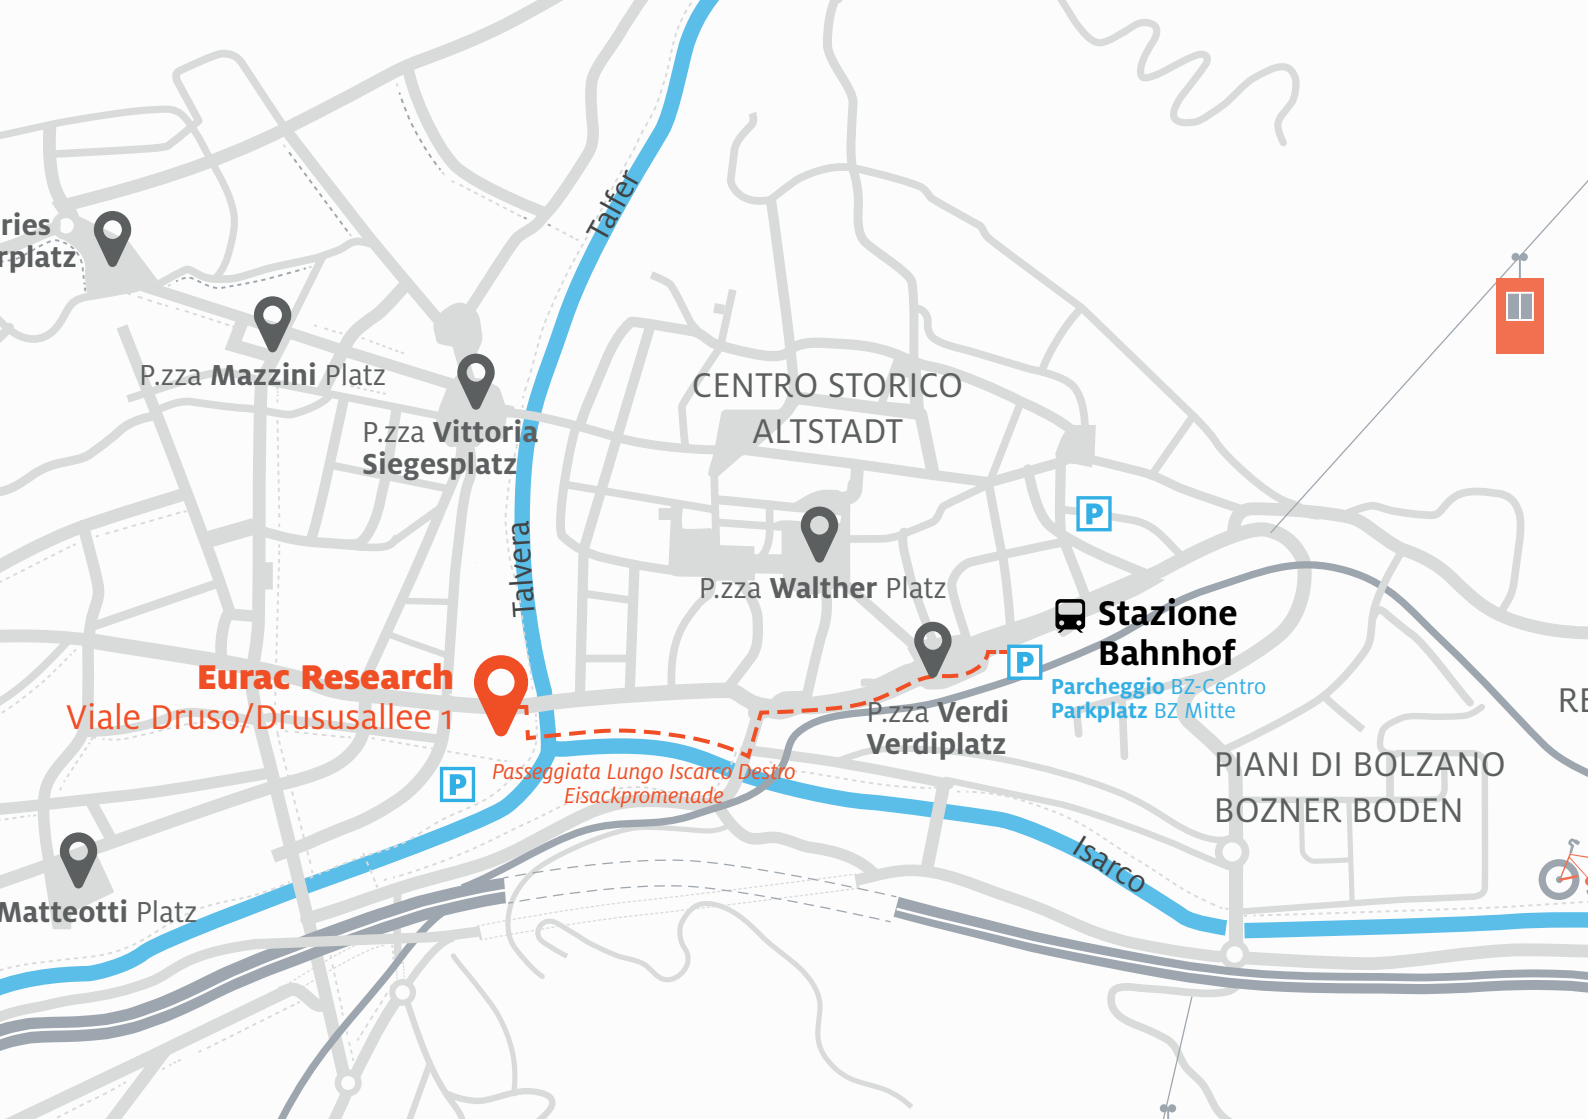 Talfer
ries
rplatz
P.zza Mazzini Platz
CENTRO STORICO
ALTSTADT
P.zza Vittoria
Siegesplatz
P
Talvera
P.zza Walther Platz
Stazione
Bahnhof
P
Parcheggio BZ-Centro
Parkplatz BZ Mitte
Eurac Research
Viale Druso/Drususallee 1
P.zza Verdi
Verdiplatz
RE
PIANI DI BOLZANO
BOZNER BODEN
P
Passeggiata Lungo Iscarco Destro
Eisackpromenade
Isarco
Matteotti Platz